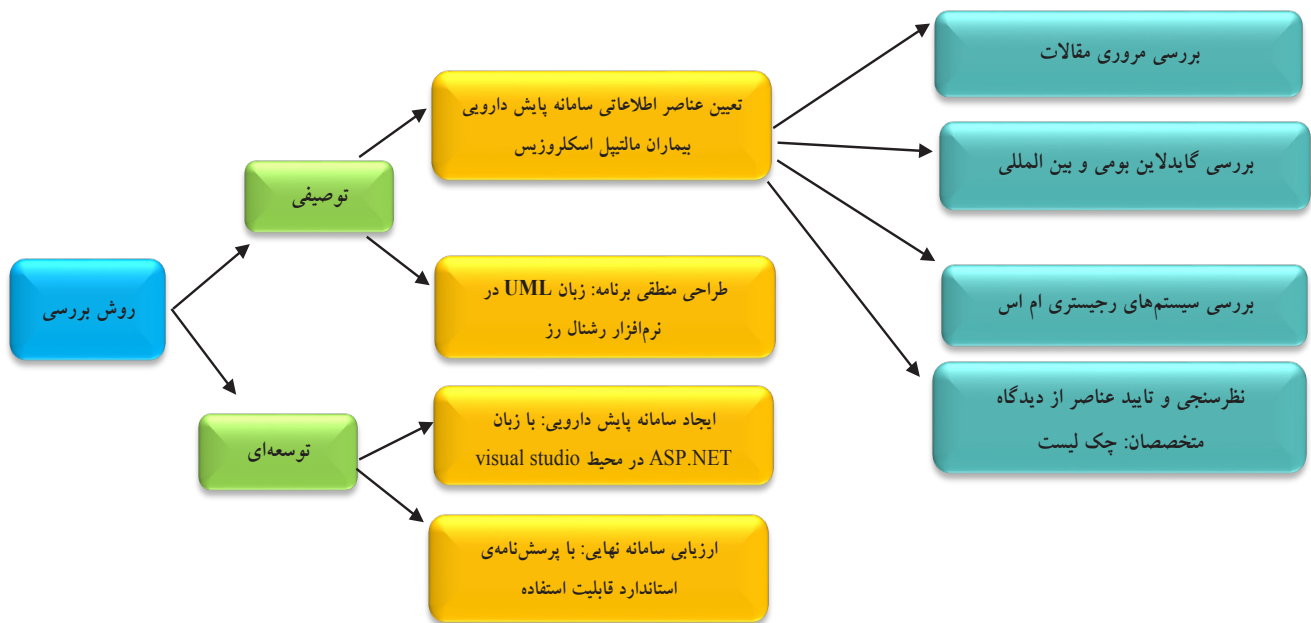 روش بررسی
توصیفی
توسعه‌ای
تعیین عناصر اطلاعاتی سامانه پایش دارویی
بیماران مالتیپل اسکلروزیس
طراحی منطقی برنامه: زبان UML در
نرم‌افزار رشنال رز
ایجاد سامانه پایش دارویی: با زبان
ASP.NET در محیط visual studio
ارزیابی سامانه نهایی: با پرسش‌نامه‌ی
استاندارد قابلیت استفاده
بررسی مروری مقالات
بررسی گایدلاین بومی و بین المللی
بررسی سیستم‌های رجیستری ام اس
نظرسنجی و تایید عناصر از دیدگاه
متخصصان: چک لیست